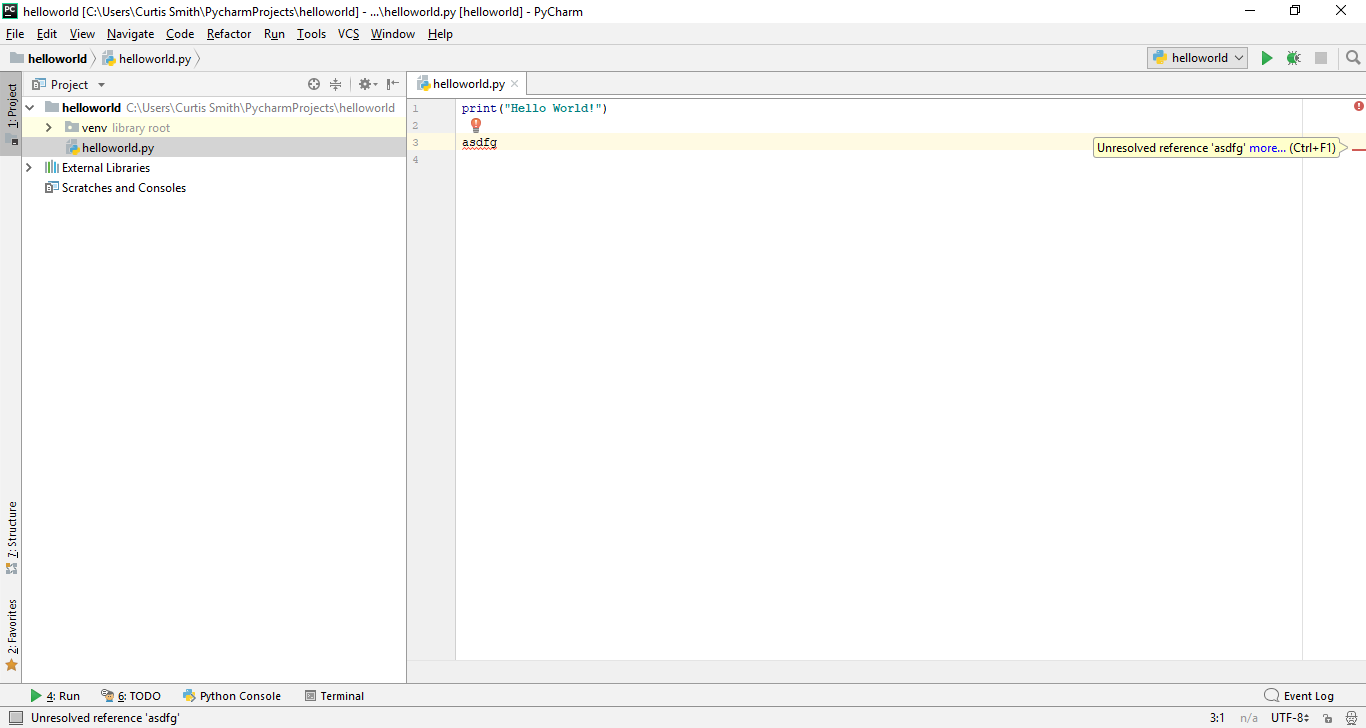 PC helloworld [C:\Users\Curtis Smith\PycharmProjects\helloworld] - ...\helloworld.py [helloworld] - PyCharm
File Edit View Navigate Code Refactor Run Tools VCS Window Help
helloworld helloworld.py helloworld
1: Project
Project
helloworld C:\Users\Curtis Smith\PycharmProjects\helloworld
venv library root
helloworld.py
External Libraries
Scratches and Consoles
helloworld.py
1 print("Hello World!")
2
3 asdfg
4
Unresolved reference 'asdfg' more... (Ctrl+F1)
7: Structure
2: Favorites
4: Run 6: TODO Python Console Terminal Event Log
Unresolved reference 'asdfg' 3:1 n/a UTF-8